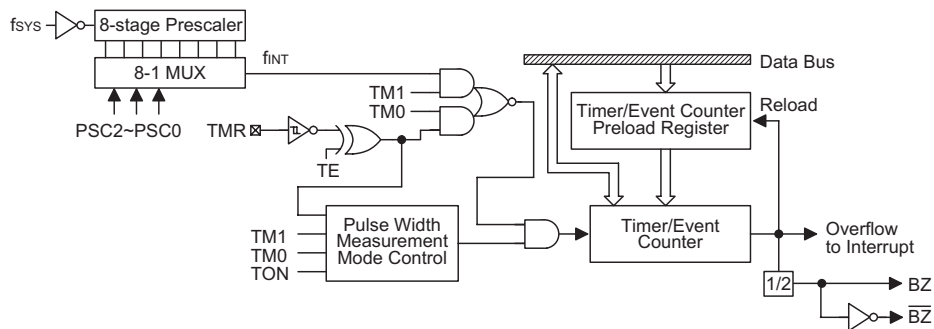 fSYS
8-stage Prescaler
8-1 MUX
PSC2~PSC0
fINT
TM1
TM0
TMR
TE
TM1
TM0
TON
Pulse Width
Measurement
Mode Control
Data Bus
Timer/Event Counter
Preload Register
Reload
Timer/Event
Counter
Overflow
to Interrupt
1/2
BZ
B̅Z̅